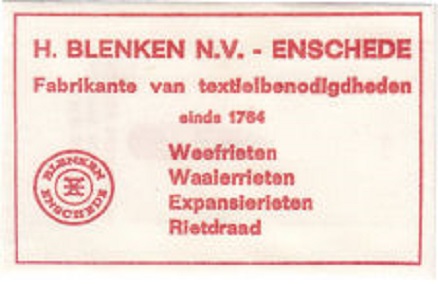 H. BLENKEN N.V. - ENSCHEDE
Fabrikante van textielbenodigdheden
sinds 1764
Weefrieten
Waaierrieten
Expansierieten
Rietdraad
BLENKEN
ENSCHEDE